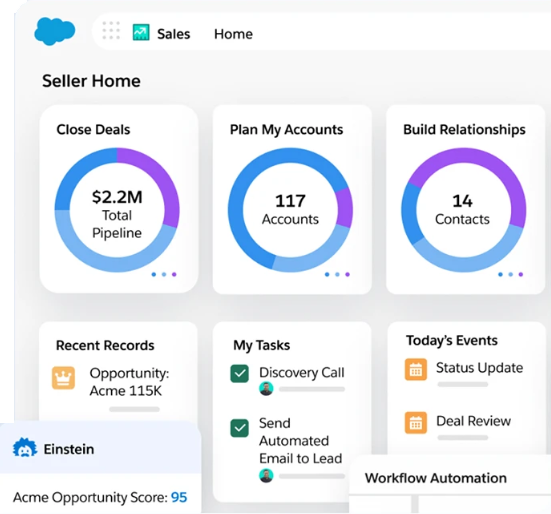 Sales Home
Seller Home
Close Deals
$2.2M
Total
Pipeline
Plan My Accounts
117
Accounts
Build Relationships
14
Contacts
Recent Records
Opportunity:
Acme 115K
My Tasks
Discovery Call
Send
Automated
Email to Lead
Today's Events
Status Update
Deal Review
Einstein
Acme Opportunity Score: 95
Workflow Automation